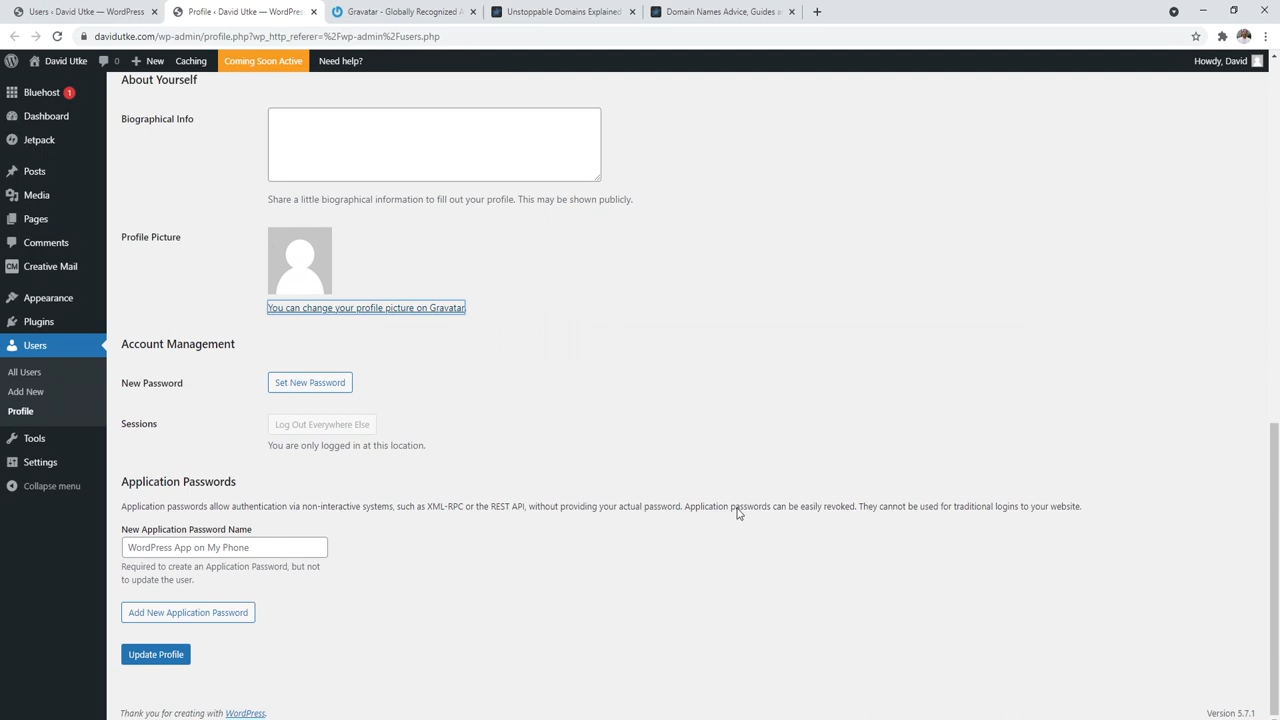 Users ‹ David Utke — WordPress
Profile ‹ David Utke — WordPres
Gravatar - Globally Recognized A
Unstoppable Domains Explained
Domain Names Advice, Guides a
davidutke.com/wp-admin/profile.php?wp_http_referer=%2Fwp-admin%2Fusers.php
David Utke
0
New
Caching
Coming Soon Active
Need help?
Howdy, David
Bluehost 1
Dashboard
Jetpack
Posts
Media
Pages
Comments
CM Creative Mail
Appearance
Plugins
Users
All Users
Add New
Profile
Tools
Settings
Collapse menu
About Yourself
Biographical Info
Share a little biographical information to fill out your profile. This may be shown publicly.
Profile Picture
You can change your profile picture on Gravatar.
Account Management
New Password
Set New Password
Sessions
Log Out Everywhere Else
You are only logged in at this location.
Application Passwords
Application passwords allow authentication via non-interactive systems, such as XML-RPC or the REST API, without providing your actual password. Application passwords can be easily revoked. They cannot be used for traditional logins to your website.
New Application Password Name
WordPress App on My Phone
Required to create an Application Password, but not
to update the user.
Add New Application Password
Update Profile
Thank you for creating with WordPress.
Version 5.7.1